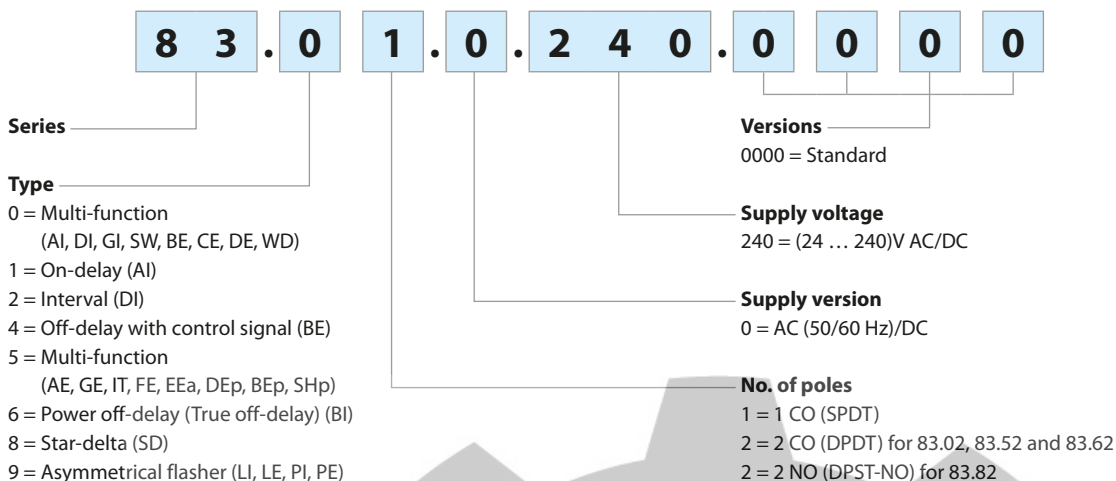 8 3 . 0 1 . 0 . 2 4 0 . 0 0 0 0
Series
Type
0 = Multi-function
(AI, DI, GI, SW, BE, CE, DE, WD)
1 = On-delay (AI)
2 = Interval (DI)
4 = Off-delay with control signal (BE)
5 = Multi-function
(AE, GE, IT, FE, EEa, DEp, BEp, SHp)
6 = Power off-delay (True off-delay) (BI)
8 = Star-delta (SD)
9 = Asymmetrical flasher (LI, LE, PI, PE)
Versions
0000 = Standard
Supply voltage
240 = (24 … 240)V AC/DC
Supply version
0 = AC (50/60 Hz)/DC
No. of poles
1 = 1 CO (SPDT)
2 = 2 CO (DPDT) for 83.02, 83.52 and 83.62
2 = 2 NO (DPST-NO) for 83.82